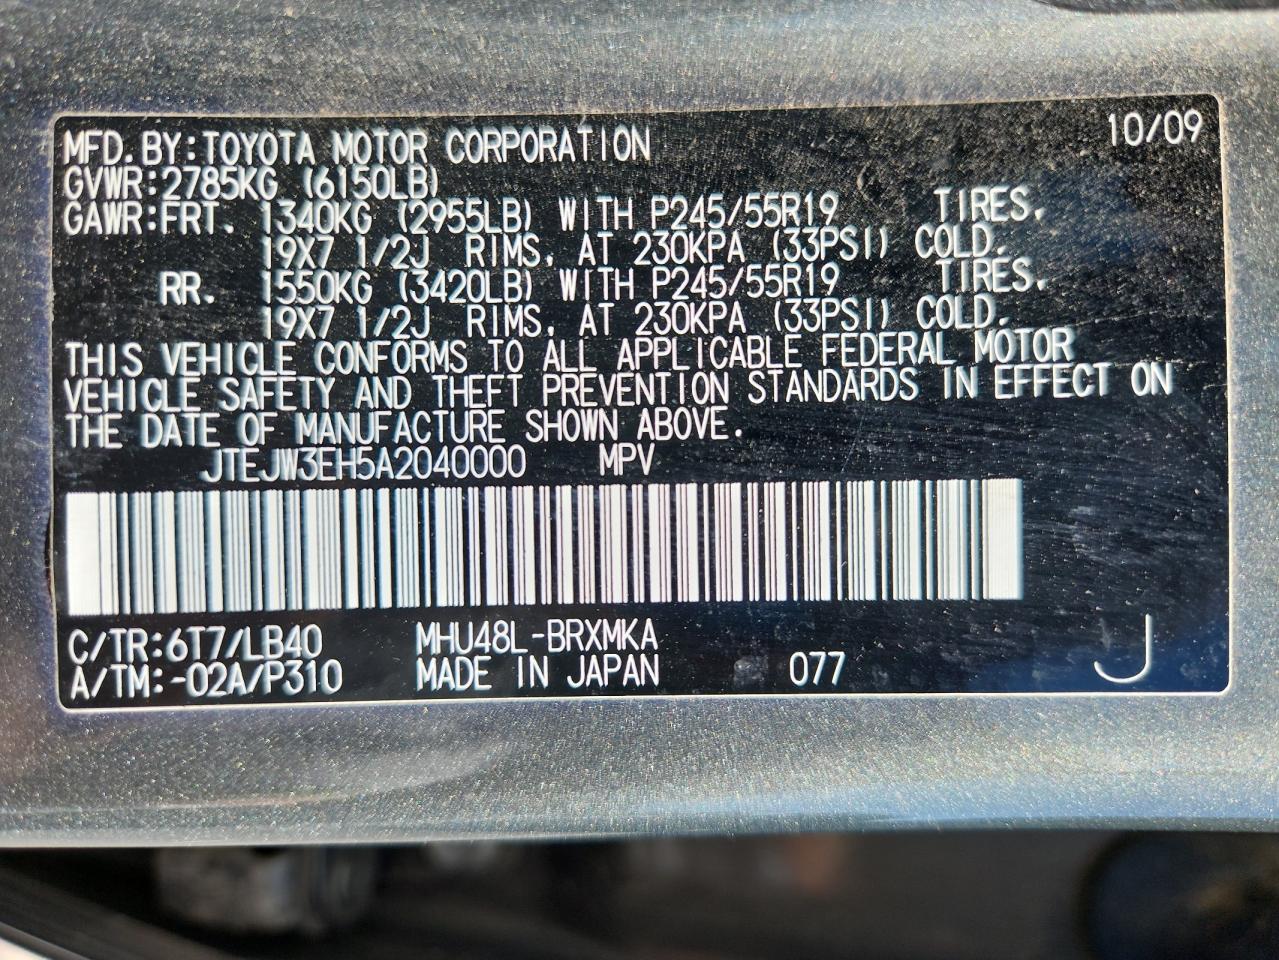 MFD.BY:TOYOTA MOTOR CORPORATION 10/09
GVWR:2785KG (6150LB)
GAWR:FRT. 1340KG (2955LB) WITH P245/55R19 TIRES,
19X7 1/2J RIMS, AT 230KPA (33PSI) COLD.
RR. 1550KG (3420LB) WITH P245/55R19 TIRES,
19X7 1/2J RIMS, AT 230KPA (33PSI) COLD.
THIS VEHICLE CONFORMS TO ALL APPLICABLE FEDERAL MOTOR
VEHICLE SAFETY AND THEFT PREVENTION STANDARDS IN EFFECT ON
THE DATE OF MANUFACTURE SHOWN ABOVE.
JTEJW3EH5A2040000 MPV
C/TR:6T7/LB40 MHU48L-BRXMKA
A/TM:-02A/P310 MADE IN JAPAN 077 J